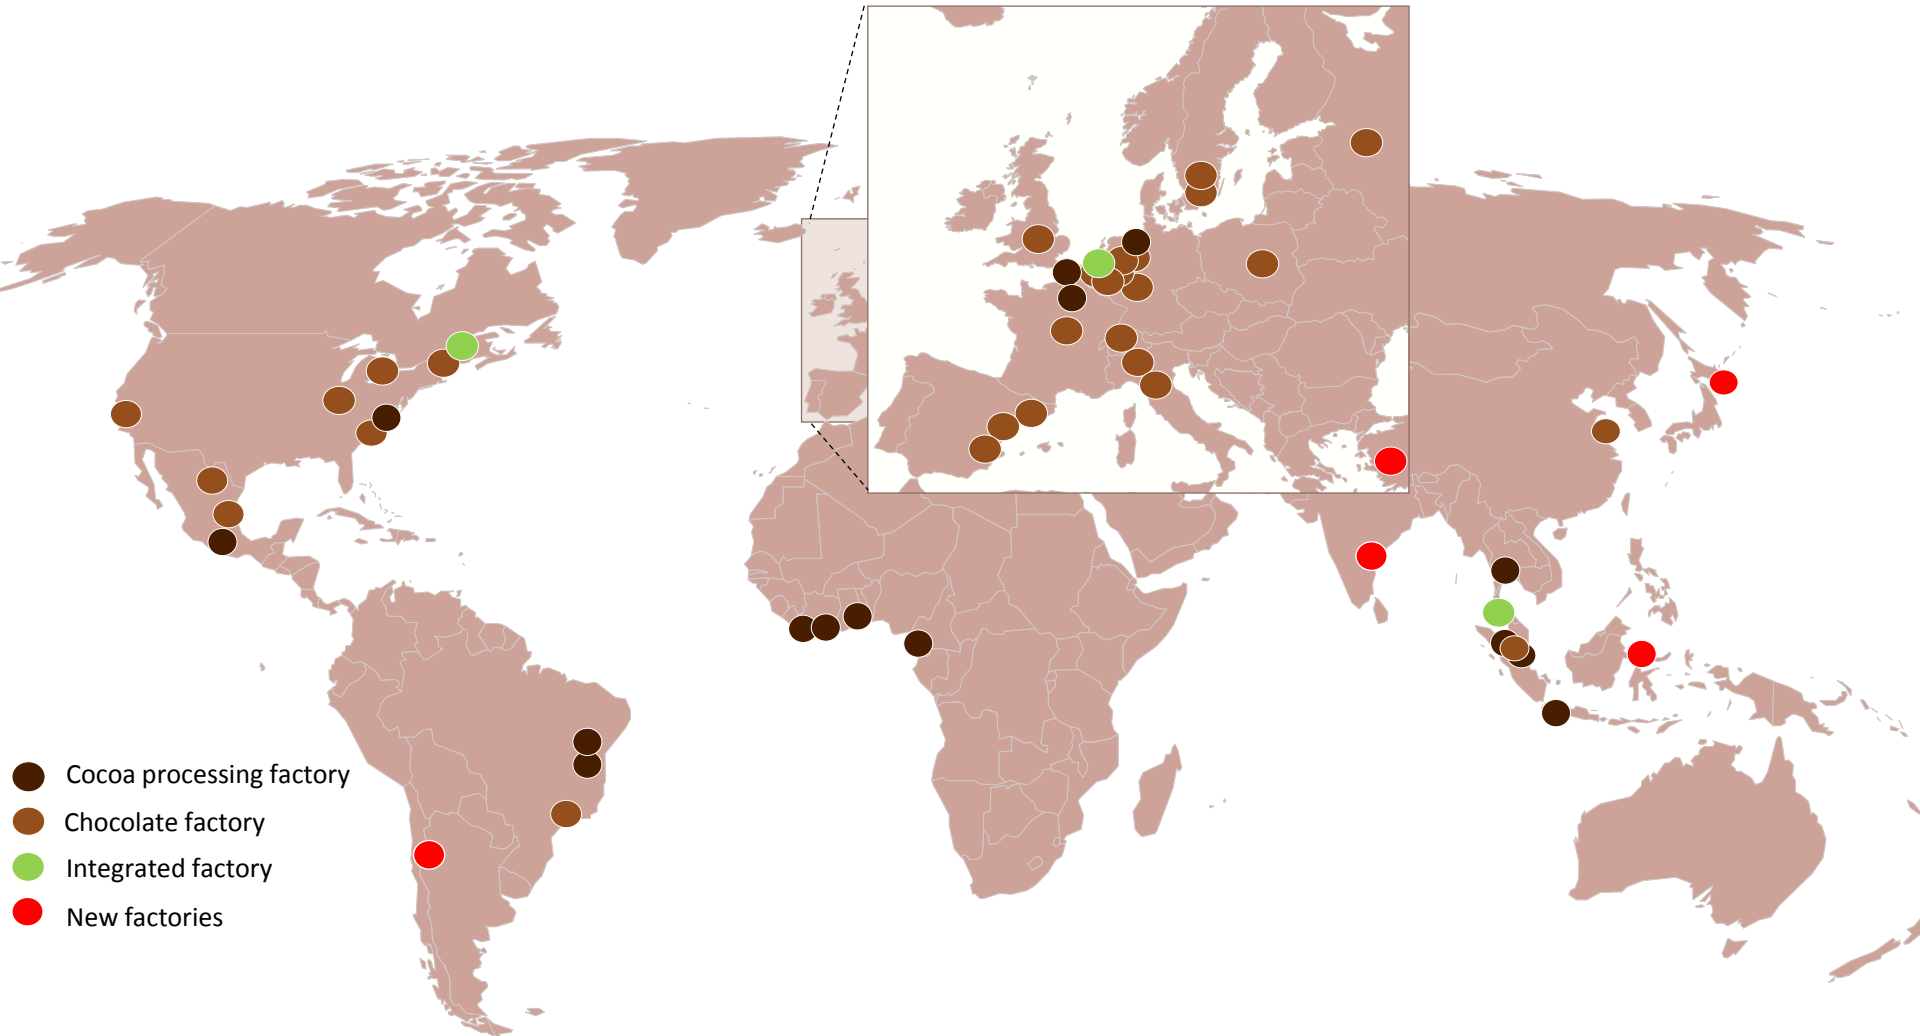 Cocoa processing factory
Chocolate factory
Integrated factory
New factories